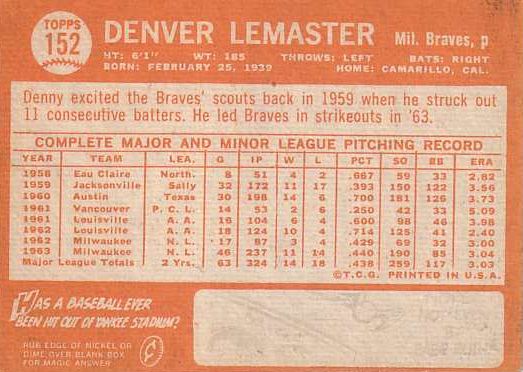 TOPPS
152
DENVER LEMASTER
Mil. Braves, p
HT: 6'1" WT: 185 THROWS: LEFT BATS: RIGHT
BORN: FEBRUARY 25, 1939 HOME: CAMARILLO, CAL.
Denny excited the Braves' scouts back in 1959 when he struck out
11 consecutive batters. He led Braves in strikeouts in '63.
COMPLETE MAJOR AND MINOR LEAGUE PITCHING RECORD
YEAR TEAM LEA. G IP W L PCT SO BB ERA
1958 Eau Claire North. 8 51 4 2 .667 59 33 2.82
1959 Jacksonville Sally 32 172 11 17 .393 150 122 3.56
1960 Austin Texas 30 198 14 6 .700 181 126 3.73
1961 Vancouver P.C.L. 14 53 2 6 .250 42 33 5.09
1961 Louisville A.A. 16 104 6 4 .600 98 46 3.98
1962 Louisville A.A. 18 124 10 4 .714 125 41 2.40
1962 Milwaukee N.L. 17 87 3 4 .429 69 32 3.00
1963 Milwaukee N.L. 46 237 11 14 .440 190 85 3.04
Major League Totals 2 Yrs. 63 324 14 18 .438 259 117 3.03
©T.C.G. PRINTED IN U.S.A.
HAS A BASEBALL EVER
BEEN HIT OUT OF YANKEE STADIUM?
RUB EDGE OF NICKEL OR
DIME OVER BLANK BOX
FOR MAGIC ANSWER